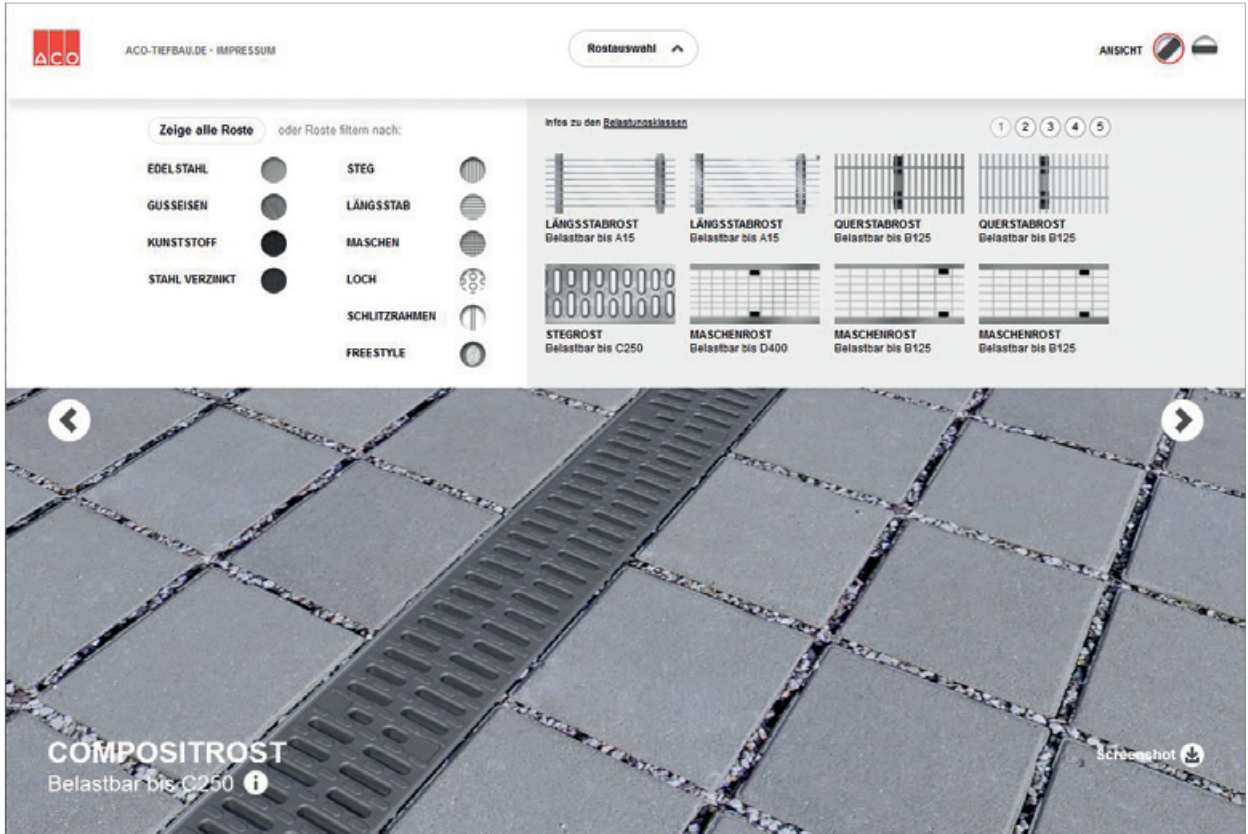 ACO
ACO-TIEFBAU.DE - IMPRESSUM
Rostauswahl
ANSICHT
Zeige alle Roste
oder Roste filtern nach:
EDELSTAHL
GUSSEISEN
KUNSTSTOFF
STAHL VERZINKT
STEG
LÄNGSSTAB
MASCHEN
LOCH
SCHLITZRAHMEN
FREESTYLE
Infos zu den Belastungsklassen
1 2 3 4 5
LÄNGSSTABROST
Belastbar bis A15
LÄNGSSTABROST
Belastbar bis A15
QUERSTABROST
Belastbar bis B125
QUERSTABROST
Belastbar bis B125
STEGROST
Belastbar bis C250
MASCHENROST
Belastbar bis D400
MASCHENROST
Belastbar bis B125
MASCHENROST
Belastbar bis B125
COMPOSITROST
Belastbar bis C250 i
Screenshot